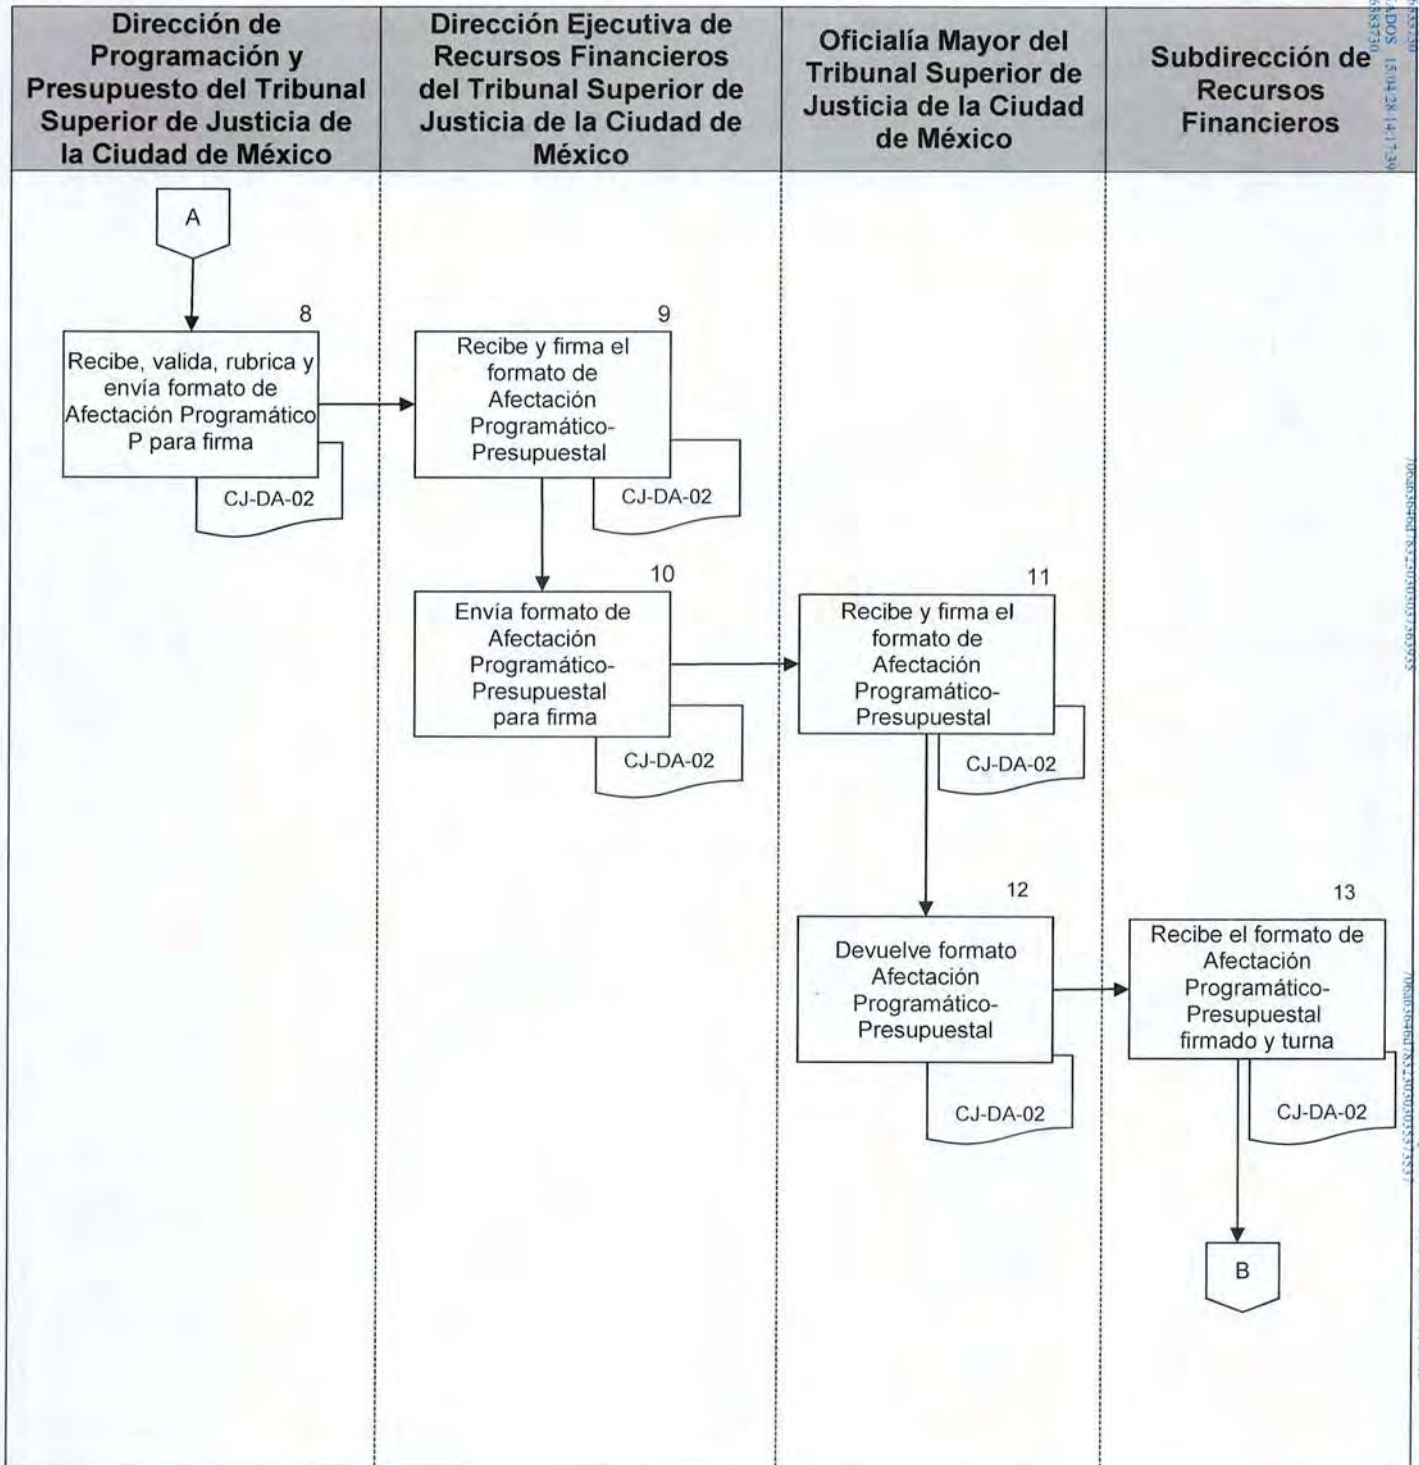 Dirección de
Programación y
Presupuesto del Tribunal
Superior de Justicia de
la Ciudad de México
Dirección Ejecutiva de
Recursos Financieros
del Tribunal Superior de
Justicia de la Ciudad de
México
Oficialía Mayor del
Tribunal Superior de
Justicia de la Ciudad
de México
Subdirección de
Recursos
Financieros
A
8
Recibe, valida, rubrica y
envía formato de
Afectación Programático
P para firma
CJ-DA-02
9
Recibe y firma el
formato de
Afectación
Programático-
Presupuestal
CJ-DA-02
10
Envía formato de
Afectación
Programático-
Presupuestal
para firma
CJ-DA-02
11
Recibe y firma el
formato de
Afectación
Programático-
Presupuestal
CJ-DA-02
12
Devuelve formato
Afectación
Programático-
Presupuestal
CJ-DA-02
13
Recibe el formato de
Afectación
Programático-
Presupuestal
firmado y turna
CJ-DA-02
B